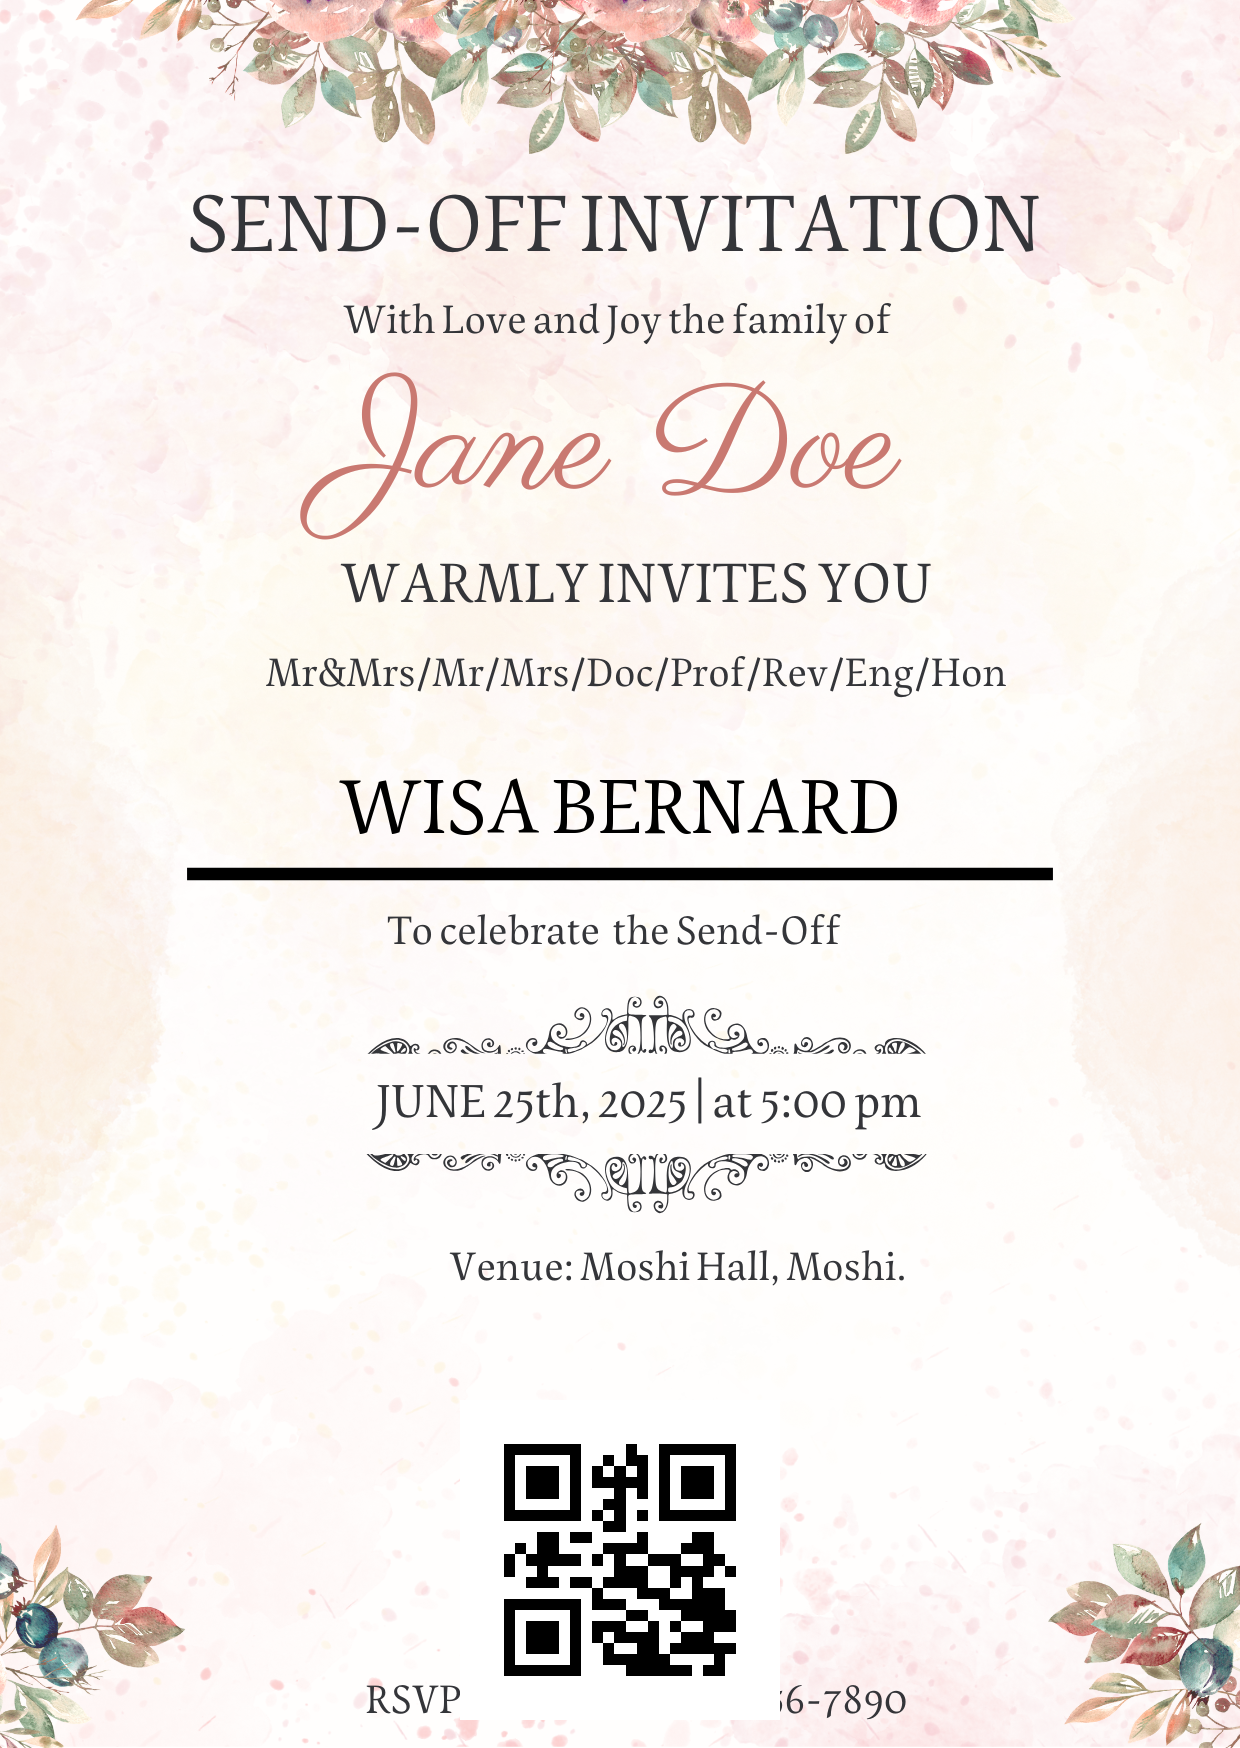 SEND-OFF INVITATION
With Love and Joy the family of
Jane Doe
WARMLY INVITES YOU
Mr&Mrs/Mr/Mrs/Doc/Prof/Rev/Eng/Hon
WISA BERNARD
To celebrate the Send-Off
JUNE 25th, 2025 | at 5:00 pm
Venue: Moshi Hall, Moshi.
RSVP 6-7890